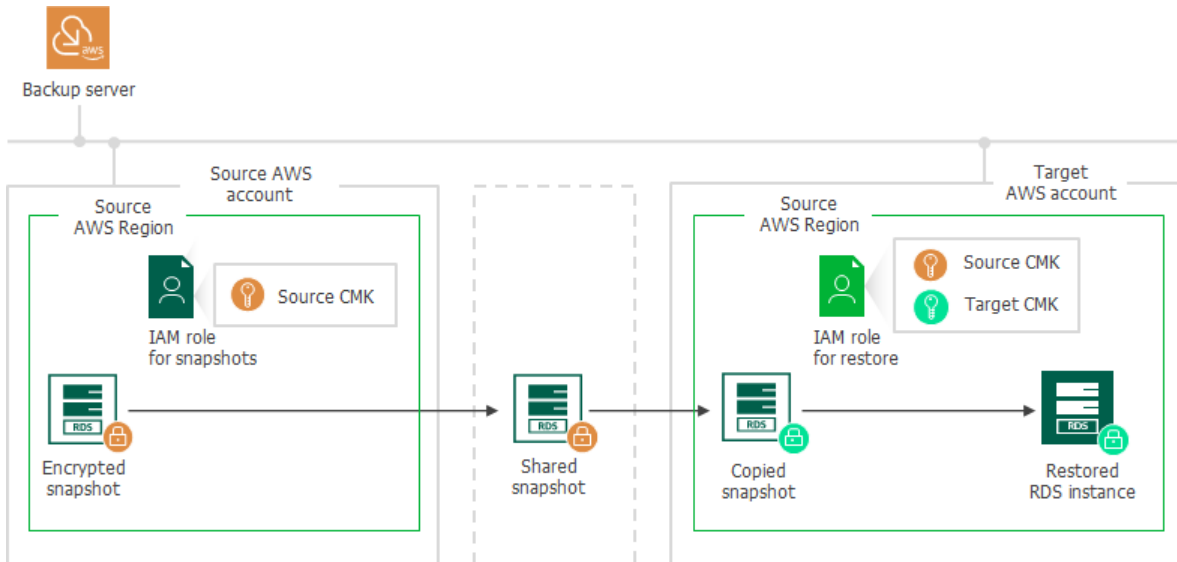 aws
Backup server
Source AWS
account
Source
AWS Region
Source CMK
IAM role
for snapshots
RDS
Encrypted
snapshot
RDS
Shared
snapshot
Target
AWS account
Source
AWS Region
Source CMK
Target CMK
IAM role
for restore
RDS
Copied
snapshot
RDS
Restored
RDS instance